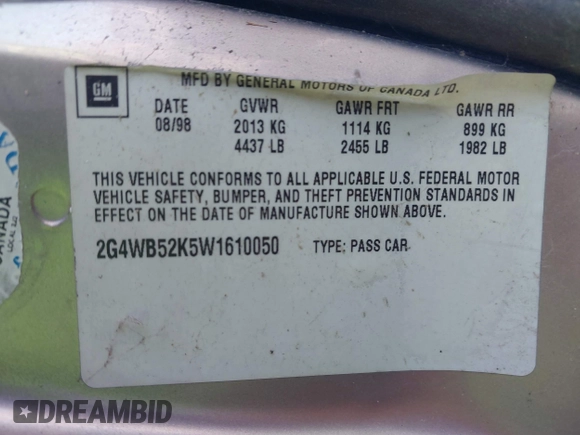 GM
MFD BY GENERAL MOTORS OF CANADA LTD.
DATE GVWR GAWR FRT GAWR RR
08/98 2013 KG 1114 KG 899 KG
4437 LB 2455 LB 1982 LB
THIS VEHICLE CONFORMS TO ALL APPLICABLE U.S. FEDERAL MOTOR
VEHICLE SAFETY, BUMPER, AND THEFT PREVENTION STANDARDS IN
EFFECT ON THE DATE OF MANUFACTURE SHOWN ABOVE.
2G4WB52K5W1610050 TYPE: PASS CAR
CANADA
LOCAL
DREAMBID